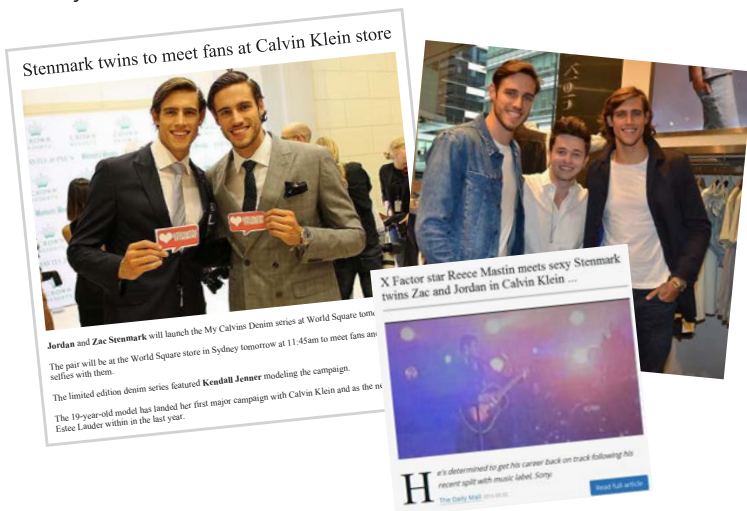 Stenmark twins to meet fans at Calvin Klein store
CROWN
Jordan and Zac Stenmark will launch the My Calvins Denim series at World Square
The pair will be at the World Square store in Sydney tomorrow at 11:45am to meet fans
selfies with them.
The limited edition denim series featured Kendall Jenner modeling the campaign.
The 19-year-old model has landed her first major campaign with Calvin Klein and as the
Estee Lauder within in the last year.
X Factor star Reece Mastin meets sexy Stenmark
twins Zac and Jordan in Calvin Klein ...
He's determined to get his career back on track following his
recent split with music label, Sony.
The Daily Mail
Read full article